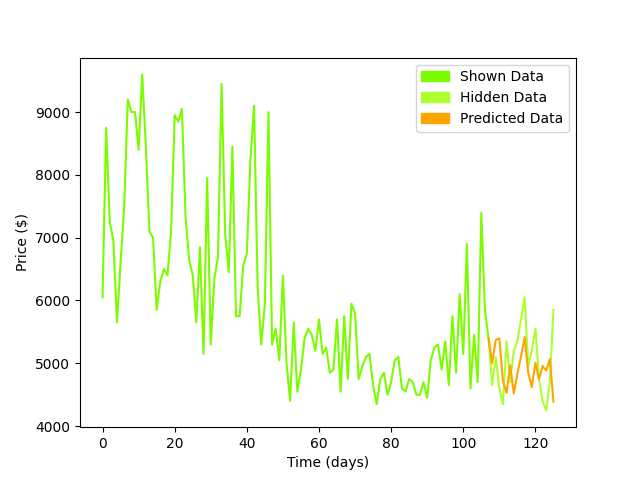 Shown Data
Hidden Data
Predicted Data
Price ($)
9000
8000
7000
6000
5000
4000
0 20 40 60 80 100 120
Time (days)